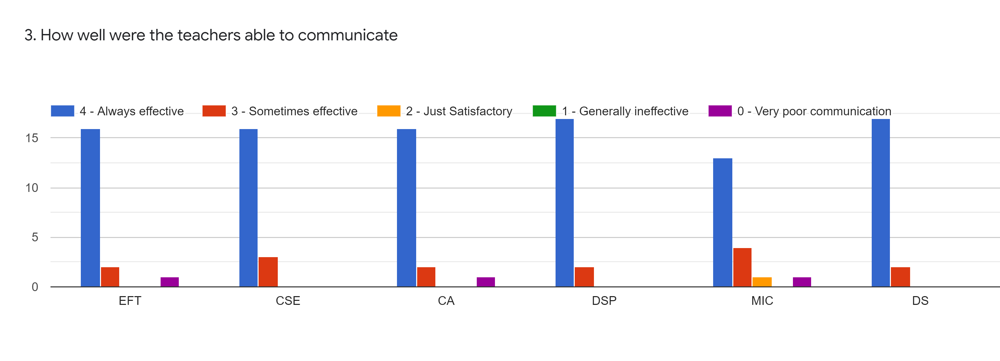 3. How well were the teachers able to communicate
4 - Always effective 3 - Sometimes effective 2 - Just Satisfactory 1 - Generally ineffective 0 - Very poor communication
15
10
5
0
EFT CSE CA DSP MIC DS